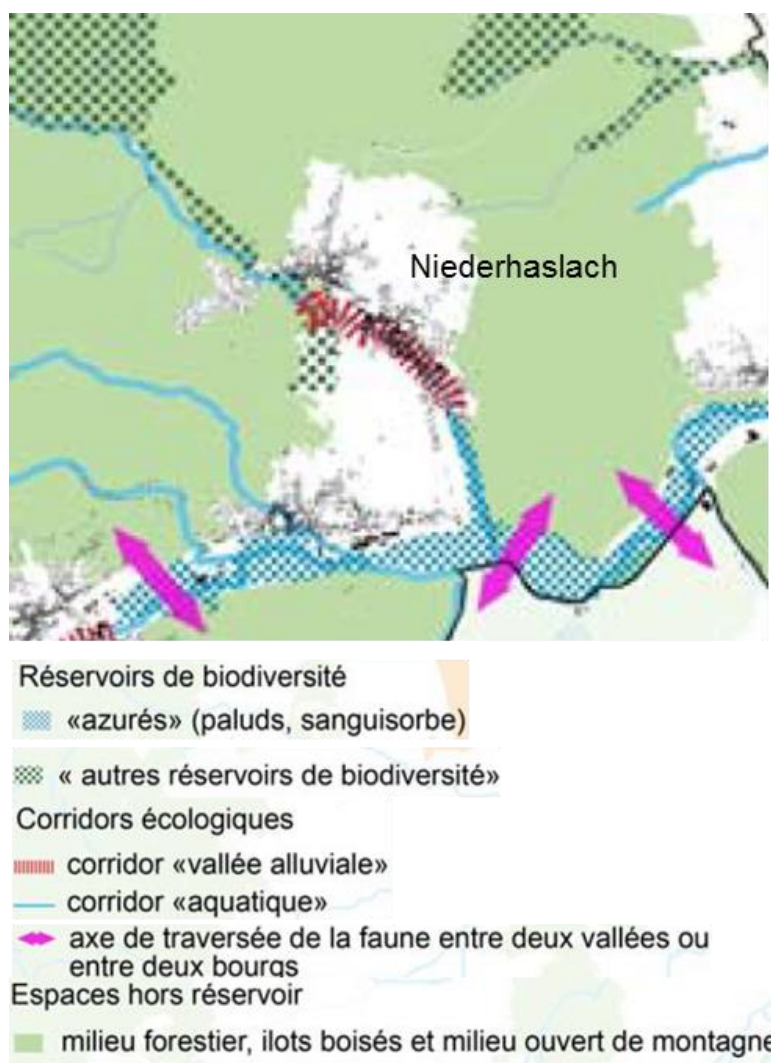 Niederhaslach
Réservoirs de biodiversité
«azurés» (paluds, sanguisorbe)
« autres réservoirs de biodiversité»
Corridors écologiques
corridor «vallée alluviale»
corridor «aquatique»
axe de traversée de la faune entre deux vallées ou
entre deux bourgs
Espaces hors réservoir
milieu forestier, ilots boisés et milieu ouvert de montagne